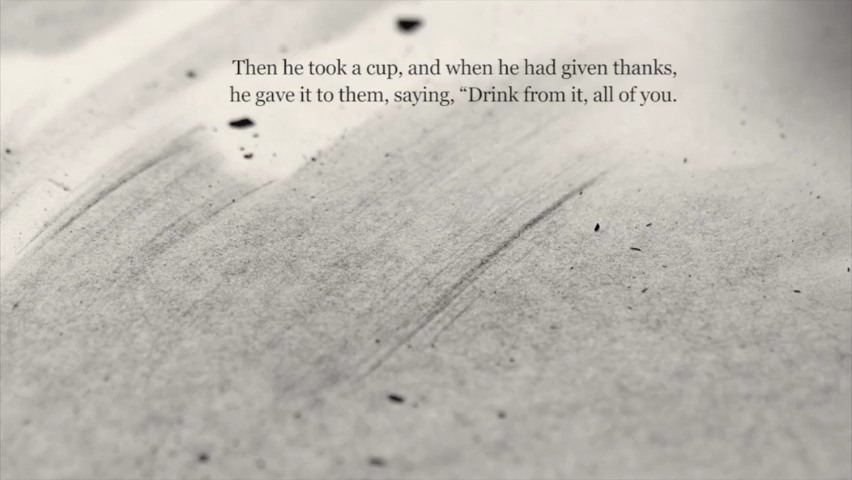 Then he took a cup, and when he had given thanks,
he gave it to them, saying, “Drink from it, all of you.